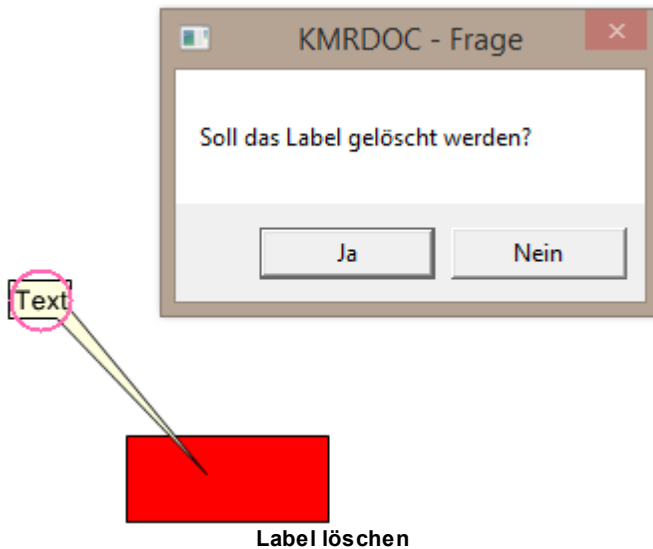 KMRDOC - Frage
Soll das Label gelöscht werden?
Ja
Nein
Text
Label löschen